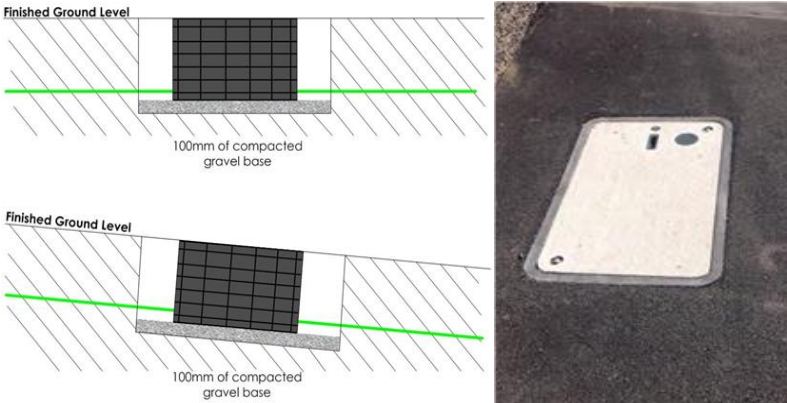 Finished Ground Level
100mm of compacted
gravel base
Finished Ground Level
100mm of compacted
gravel base